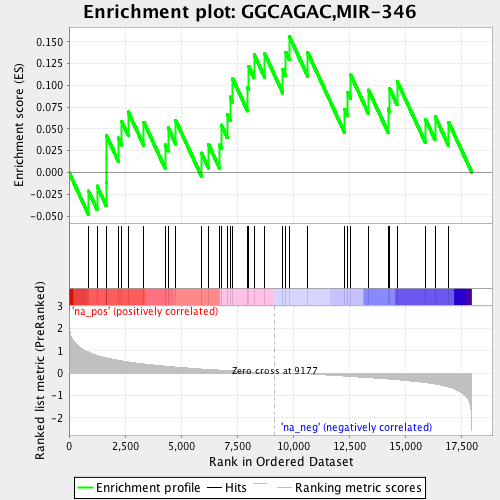 Enrichment plot: GGCAGAC,MIR-346
Enrichment score (ES)
0.150
0.125
0.100
0.075
0.050
0.025
0.000
-0.025
-0.050
'na_pos' (positively correlated)
Ranked list metric (PreRanked)
3
2
1
0
-1
-2
Zero cross at 9177
'na_neg' (negatively correlated)
0 2,500 5,000 7,500 10,000 12,500 15,000 17,500
Rank in Ordered Dataset
Enrichment profile Hits Ranking metric scores